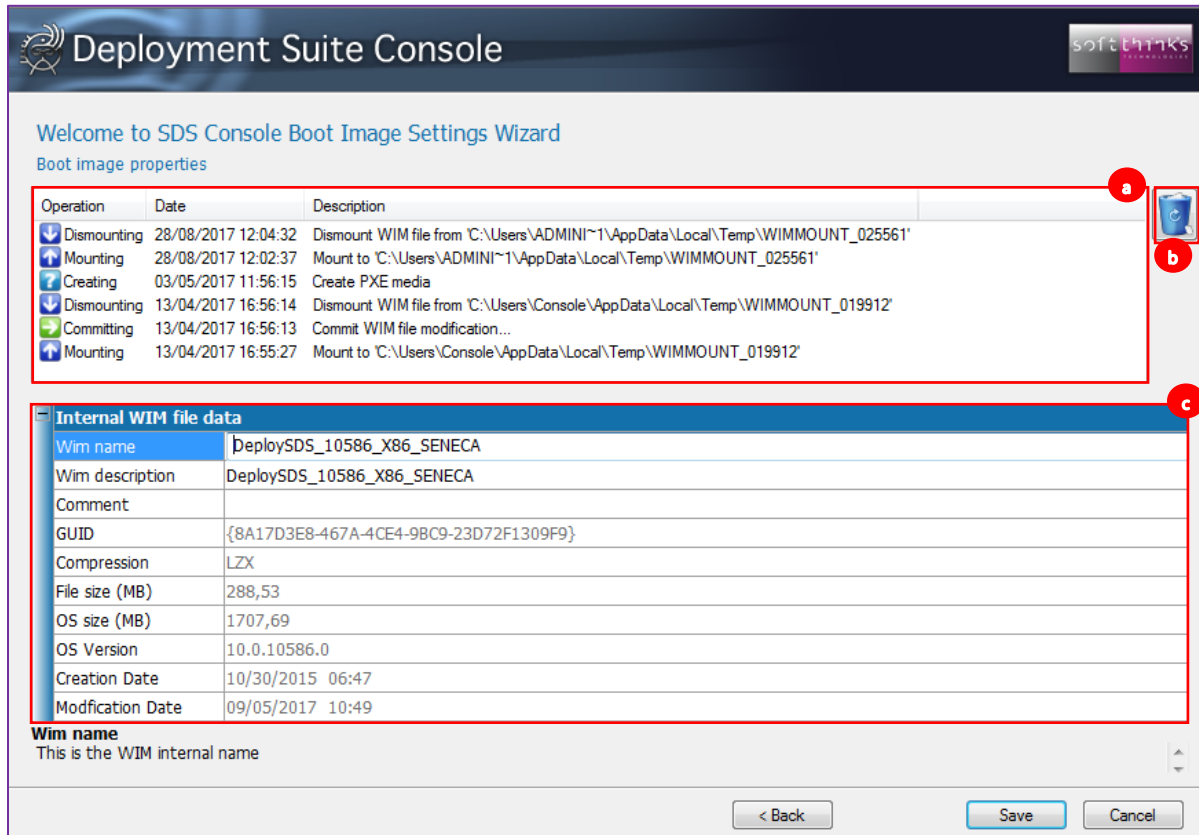 Deployment Suite Console
softthinks
TECHNOLOGIES
Welcome to SDS Console Boot Image Settings Wizard
Boot image properties
a
Operation Date Description
Dismounting 28/08/2017 12:04:32 Dismount WIM file from 'C:\Users\ADMINI~1\AppData\Local\Temp\WIMMOUNT_025561'
Mounting 28/08/2017 12:02:37 Mount to 'C:\Users\ADMINI~1\AppData\Local\Temp\WIMMOUNT_025561'
b
Creating 03/05/2017 11:56:15 Create PXE media
Dismounting 13/04/2017 16:56:14 Dismount WIM file from 'C:\Users\Console\AppData\Local\Temp\WIMMOUNT_019912'
Committing 13/04/2017 16:56:13 Commit WIM file modification...
Mounting 13/04/2017 16:55:27 Mount to 'C:\Users\Console\AppData\Local\Temp\WIMMOUNT_019912'
c
Internal WIM file data
Wim name DeploySDS_10586_X86_SENECA
Wim description DeploySDS_10586_X86_SENECA
Comment
GUID {8A17D3E8-467A-4CE4-9BC9-23D72F1309F9}
Compression LZX
File size (MB) 288,53
OS size (MB) 1707,69
OS Version 10.0.10586.0
Creation Date 10/30/2015 06:47
Modfication Date 09/05/2017 10:49
Wim name
This is the WIM internal name
< Back Save Cancel